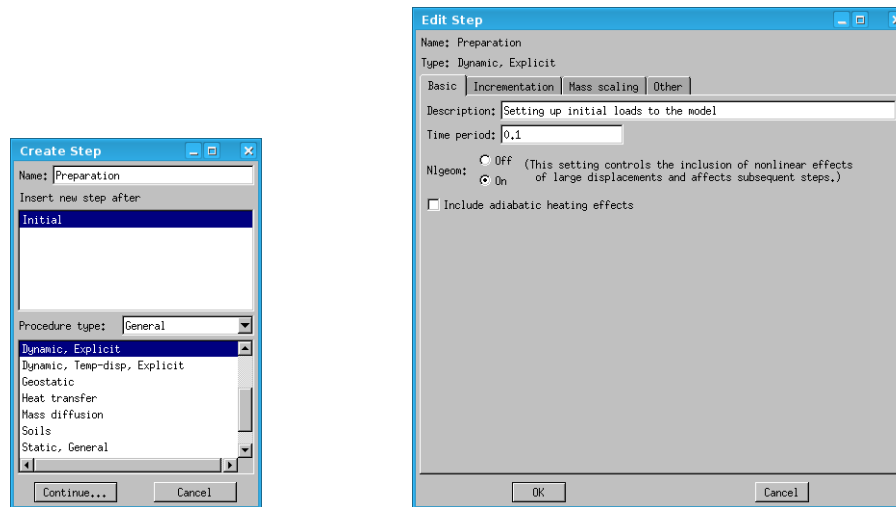 Create Step
Name: Preparation
Insert new step after
Initial
Procedure type: General
Dynamic, Explicit
Dynamic, Temp-disp, Explicit
Geostatic
Heat transfer
Mass diffusion
Soils
Static, General
Continue... Cancel
Edit Step
Name: Preparation
Type: Dynamic, Explicit
Basic Incrementation Mass scaling Other
Description: Setting up initial loads to the model
Time period: 0.1
Nlgeom: Off (This setting controls the inclusion of nonlinear effects
On of large displacements and affects subsequent steps.)
Include adiabatic heating effects
OK Cancel